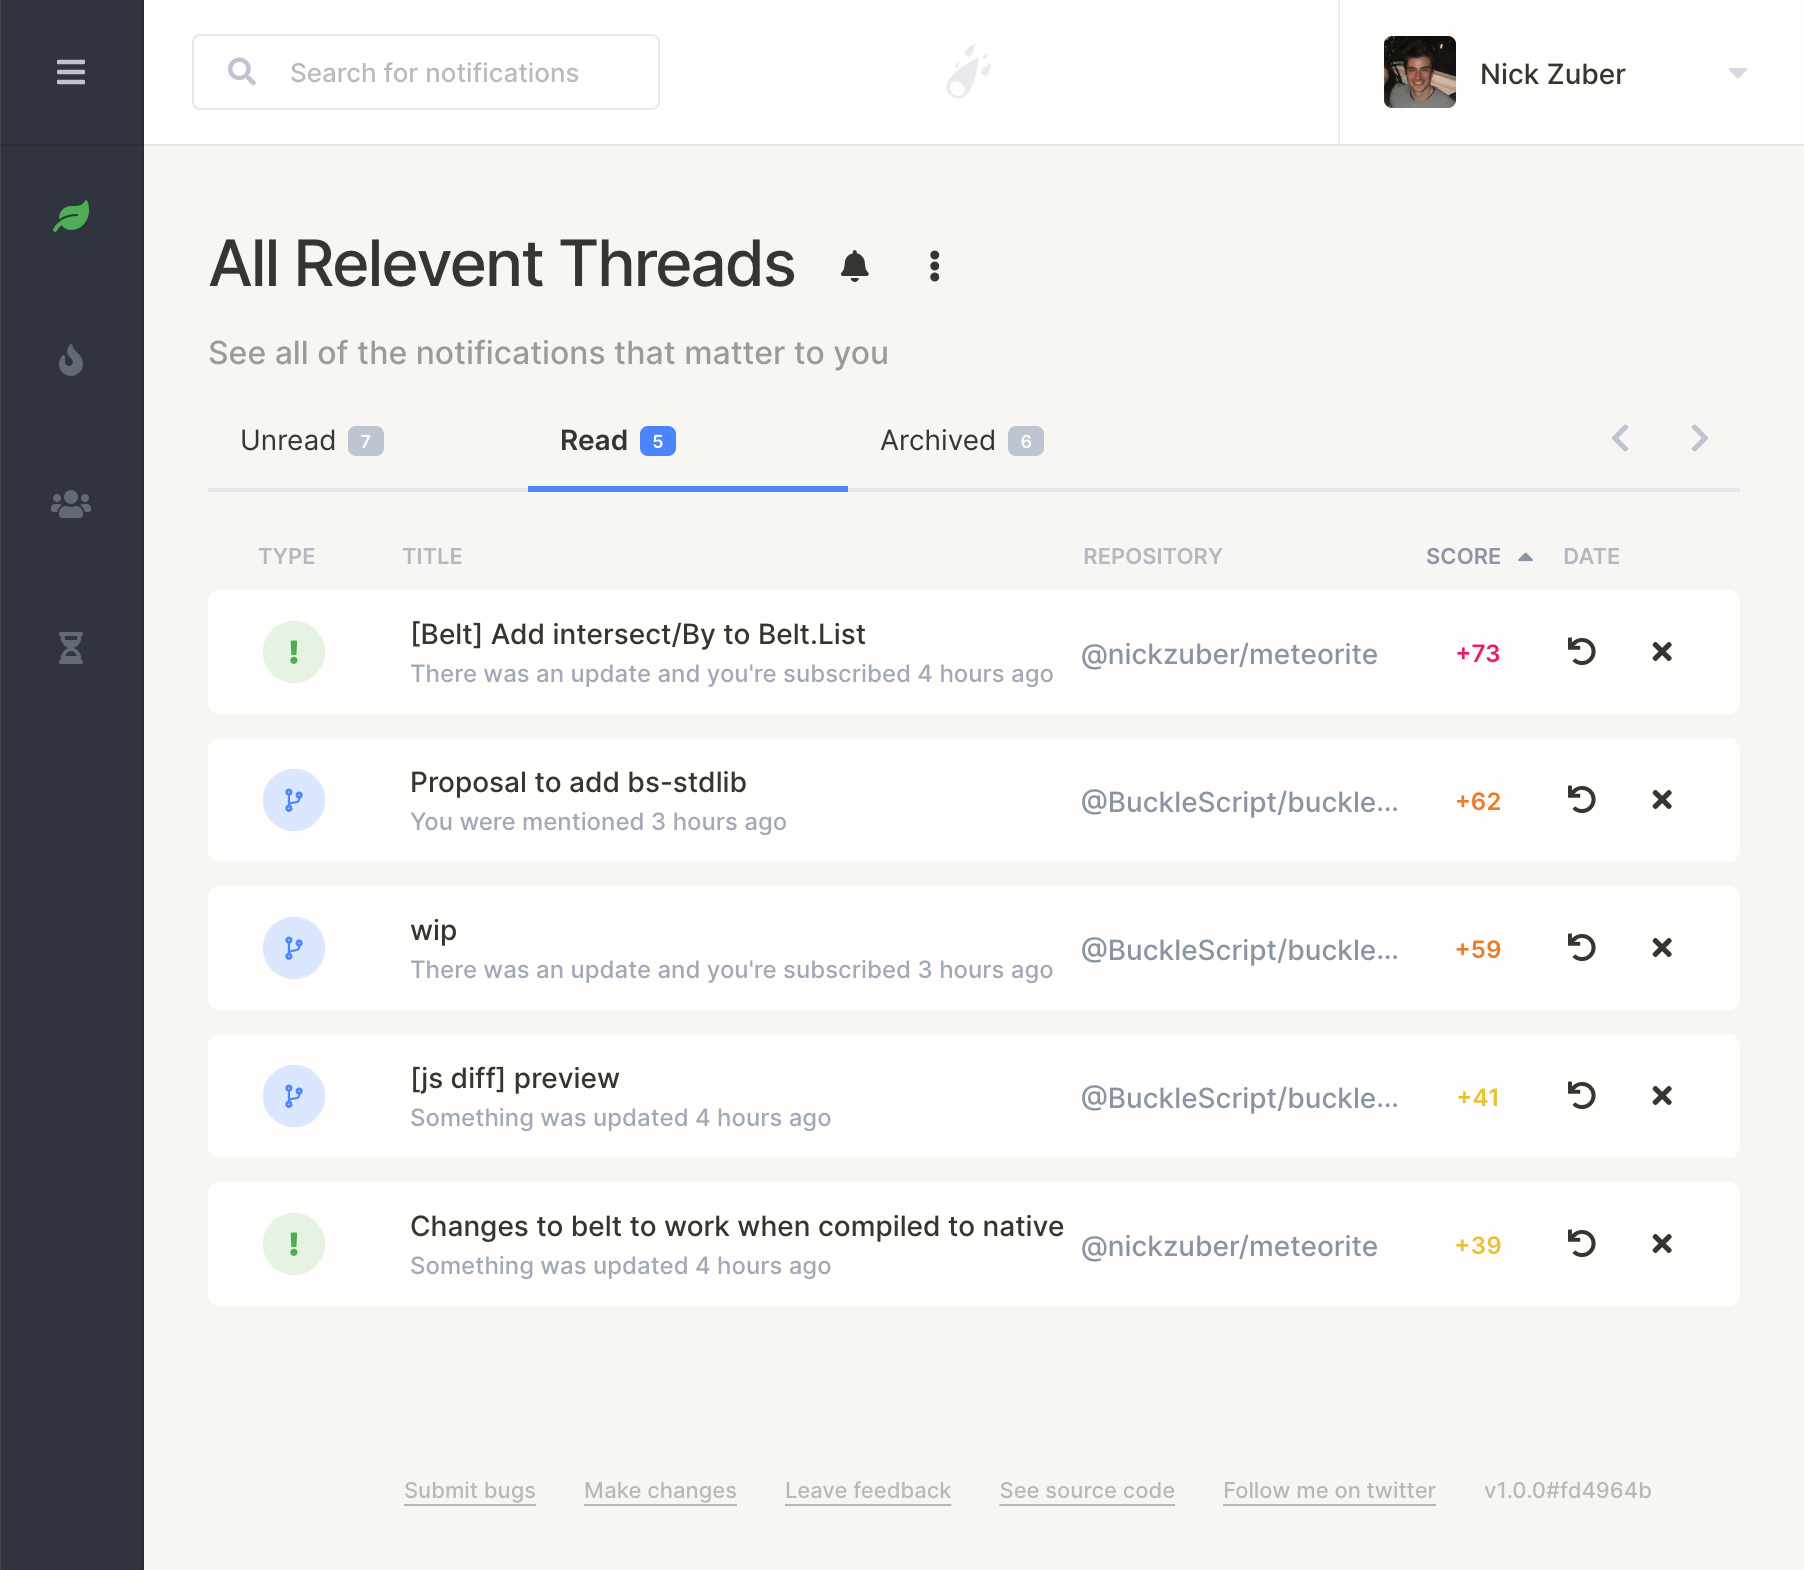 Search for notifications
Nick Zuber
All Relevent Threads
See all of the notifications that matter to you
Unread 7 Read 5 Archived 6
TYPE TITLE REPOSITORY SCORE DATE
[Belt] Add intersect/By to Belt.List
There was an update and you're subscribed 4 hours ago
@nickzuber/meteorite +73
Proposal to add bs-stdlib
You were mentioned 3 hours ago
@BuckleScript/buckle... +62
wip
There was an update and you're subscribed 3 hours ago
@BuckleScript/buckle... +59
[js diff] preview
Something was updated 4 hours ago
@BuckleScript/buckle... +41
Changes to belt to work when compiled to native
Something was updated 4 hours ago
@nickzuber/meteorite +39
Submit bugs Make changes Leave feedback See source code Follow me on twitter v1.0.0#fd4964b